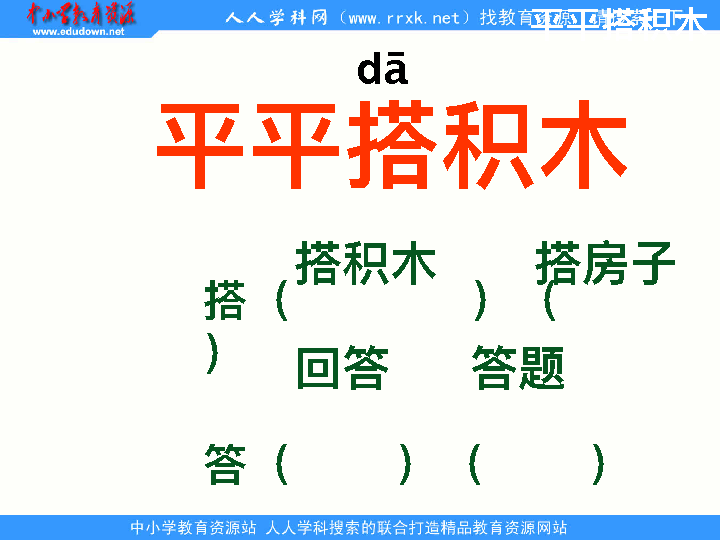 中小学教育资源
www.edudown.net
人人学科网（www.rrxk.net）找教育资源
平平搭积木
dā
平平搭积木
搭积木 搭房子
搭（ ）（
）
回答 答题
答（ ）（ ）
中小学教育资源站 人人学科搜索的联合打造精品教育资源网站